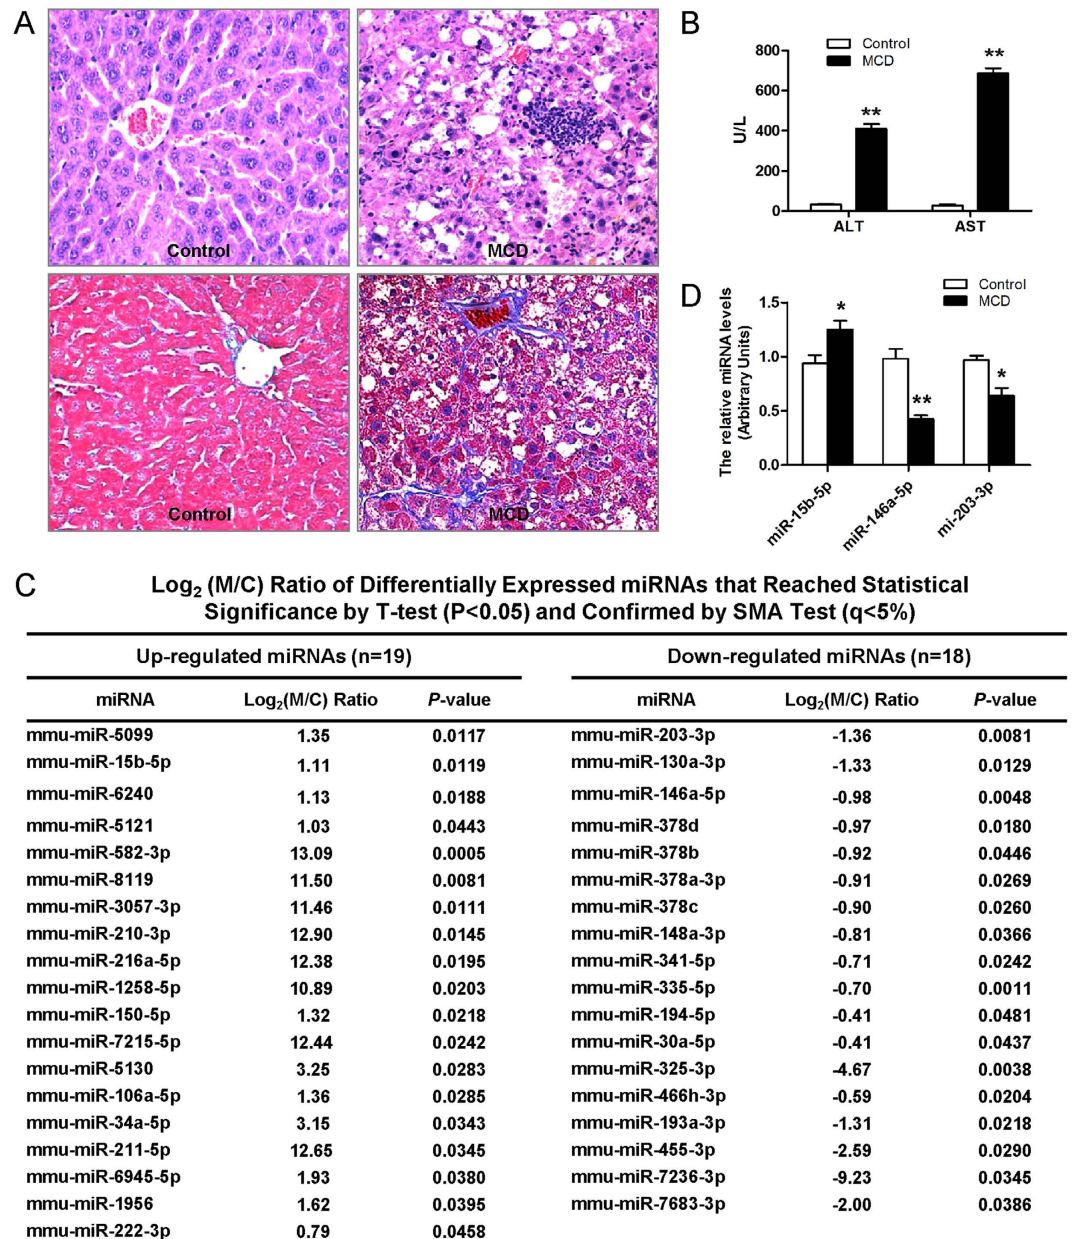 A
Control
MCD
Control
MCD
B
Control
MCD
800
600
400
200
0
U/L
**
**
ALT
AST
D
Control
MCD
1.5
1.0
0.5
0.0
The relative miRNA levels
(Arbitrary Units)
*
**
*
miR-15b-5p
miR-146a-5p
mi-203-3p
C
Log2 (M/C) Ratio of Differentially Expressed miRNAs that Reached Statistical
Significance by T-test (P<0.05) and Confirmed by SMA Test (q<5%)
Up-regulated miRNAs (n=19) Down-regulated miRNAs (n=18)
miRNA Log2(M/C) Ratio P-value miRNA Log2(M/C) Ratio P-value
mmu-miR-5099 1.35 0.0117 mmu-miR-203-3p -1.36 0.0081
mmu-miR-15b-5p 1.11 0.0119 mmu-miR-130a-3p -1.33 0.0129
mmu-miR-6240 1.13 0.0188 mmu-miR-146a-5p -0.98 0.0048
mmu-miR-5121 1.03 0.0443 mmu-miR-378d -0.97 0.0180
mmu-miR-582-3p 13.09 0.0005 mmu-miR-378b -0.92 0.0446
mmu-miR-8119 11.50 0.0081 mmu-miR-378a-3p -0.91 0.0269
mmu-miR-3057-3p 11.46 0.0111 mmu-miR-378c -0.90 0.0260
mmu-miR-210-3p 12.90 0.0145 mmu-miR-148a-3p -0.81 0.0366
mmu-miR-216a-5p 12.38 0.0195 mmu-miR-341-5p -0.71 0.0242
mmu-miR-1258-5p 10.89 0.0203 mmu-miR-335-5p -0.70 0.0011
mmu-miR-150-5p 1.32 0.0218 mmu-miR-194-5p -0.41 0.0481
mmu-miR-7215-5p 12.44 0.0242 mmu-miR-30a-5p -0.41 0.0437
mmu-miR-5130 3.25 0.0283 mmu-miR-325-3p -4.67 0.0038
mmu-miR-106a-5p 1.36 0.0285 mmu-miR-466h-3p -0.59 0.0204
mmu-miR-34a-5p 3.15 0.0343 mmu-miR-193a-3p -1.31 0.0218
mmu-miR-211-5p 12.65 0.0345 mmu-miR-455-3p -2.59 0.0290
mmu-miR-6945-5p 1.93 0.0380 mmu-miR-7236-3p -9.23 0.0345
mmu-miR-1956 1.62 0.0395 mmu-miR-7683-3p -2.00 0.0386
mmu-miR-222-3p 0.79 0.0458